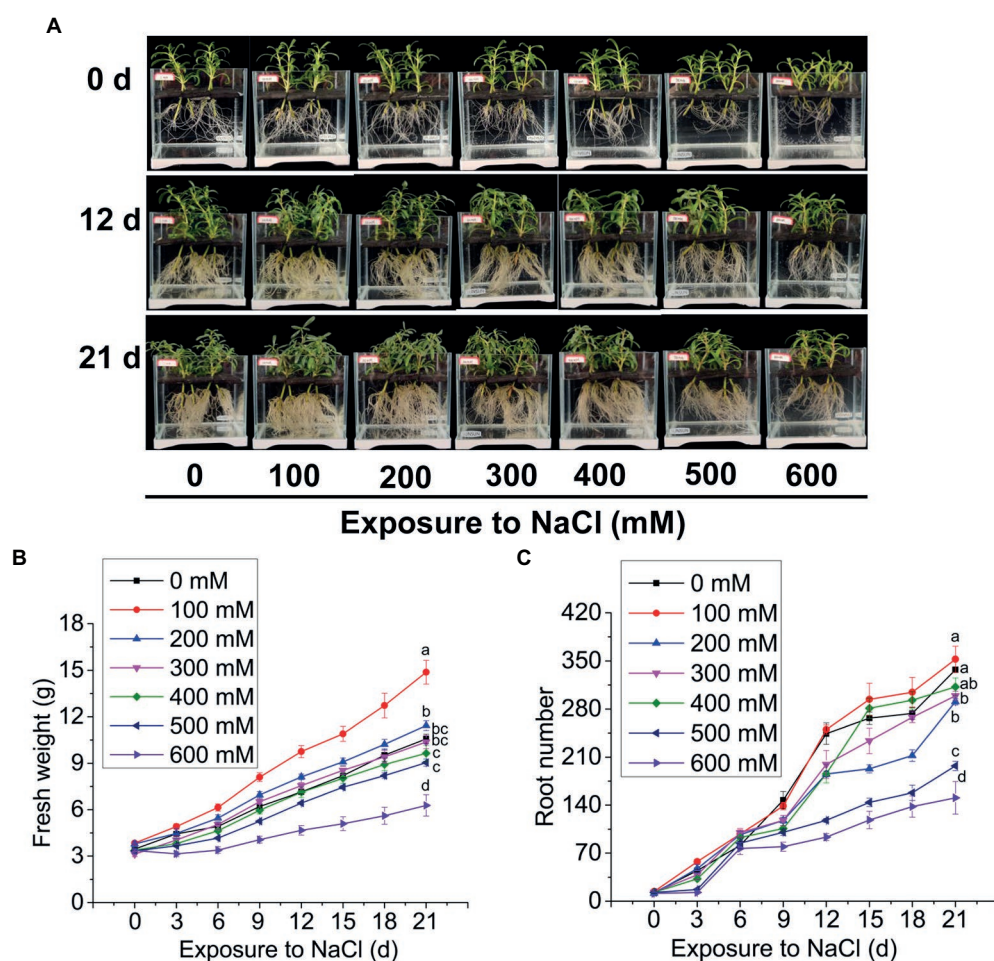 A
0 d
12 d
21 d
0 100 200 300 400 500 600
Exposure to NaCl (mM)
B
0 mM
100 mM
200 mM
300 mM
400 mM
500 mM
600 mM
18
15
12
9
6
3
0
Fresh weight (g)
a
b
bc
bc
c
c
d
0 3 6 9 12 15 18 21
Exposure to NaCl (d)
C
0 mM
100 mM
200 mM
300 mM
400 mM
500 mM
600 mM
420
350
280
210
140
70
0
Root number
a
a
ab
b
b
c
d
0 3 6 9 12 15 18 21
Exposure to NaCl (d)